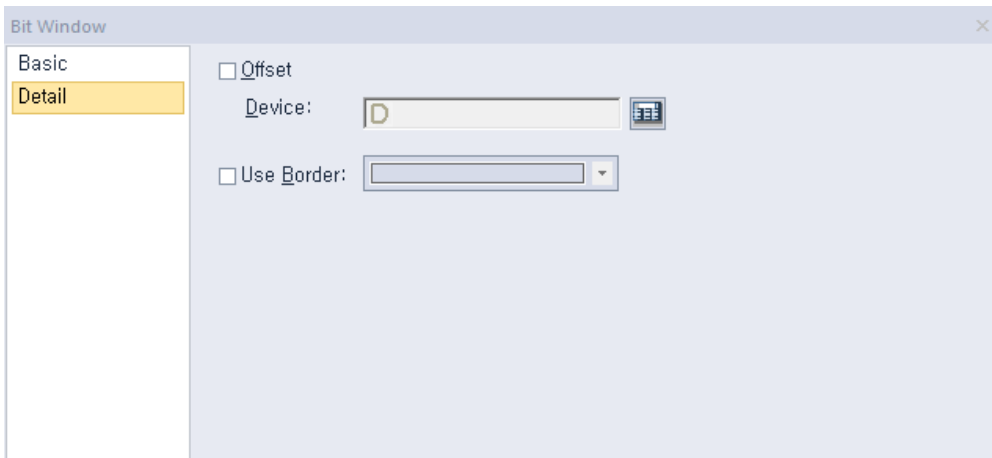 Bit Window
Basic
Detail
Offset
Device:
D
Use Border: